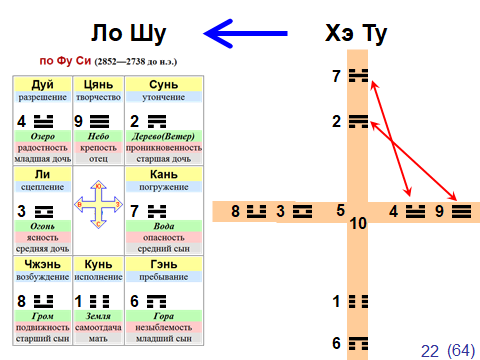 Ло Шу
Хэ Ту
по Фу Си (2852—2738 до н.э.)
Дуй
Цянь
Сунь
разрешение
творчество
утончение
4
9
2
Озеро
Небо
Дерево(Ветер)
радостность
крепость
проникновенность
младшая дочь
отец
старшая дочь
Ли
Кань
сцепление
погружение
3
Ю
В
З
С
7
Огонь
Вода
ясность
опасность
средняя дочь
средний сын
Чжэнь
Кунь
Гэнь
возбуждение
исполнение
пребывание
8
1
6
Гром
Земля
Гора
подвижность
самоотдача
незыблемость
старший сын
мать
младший сын
7
2
8
3
5
10
4
9
1
6
22 (64)